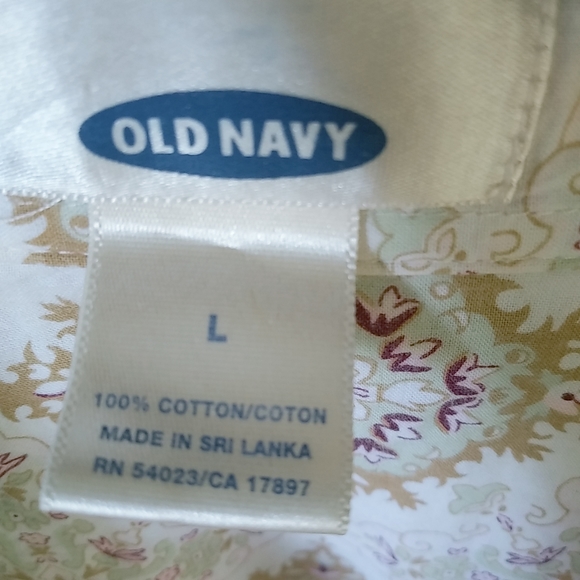 OLD NAVY
L
100% COTTON/COTON
MADE IN SRI LANKA
RN 54023/CA 17897